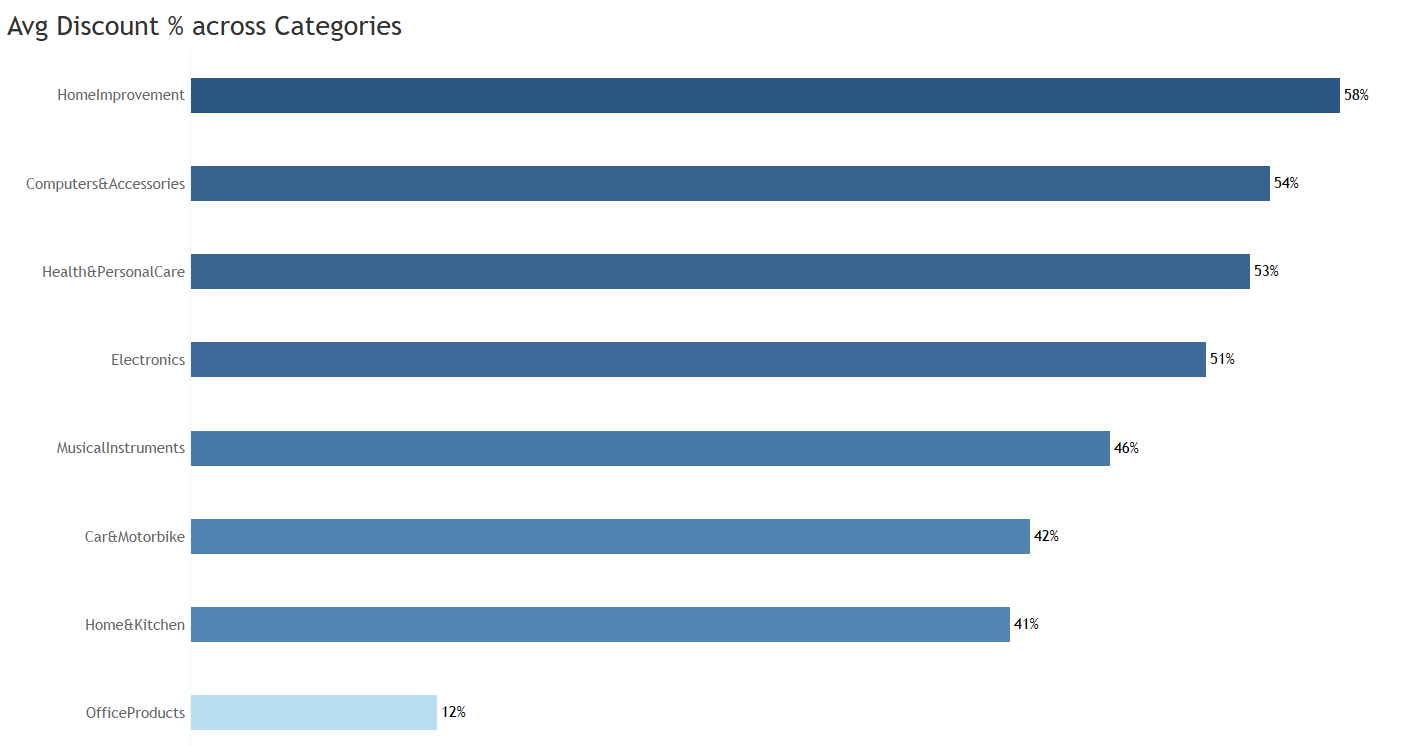 Avg Discount % across Categories
HomeImprovement 58%
Computers&Accessories 54%
Health&PersonalCare 53%
Electronics 51%
MusicalInstruments 46%
Car&Motorbike 42%
Home&Kitchen 41%
OfficeProducts 12%